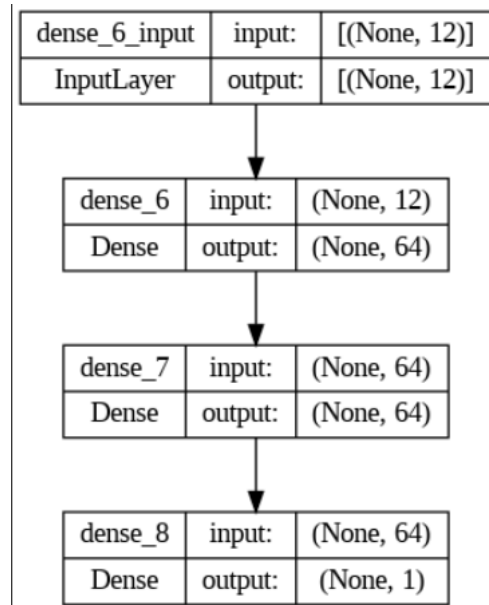 dense_6_input input: [(None, 12)]
InputLayer output: [(None, 12)]
dense_6 input: (None, 12)
Dense output: (None, 64)
dense_7 input: (None, 64)
Dense output: (None, 64)
dense_8 input: (None, 64)
Dense output: (None, 1)